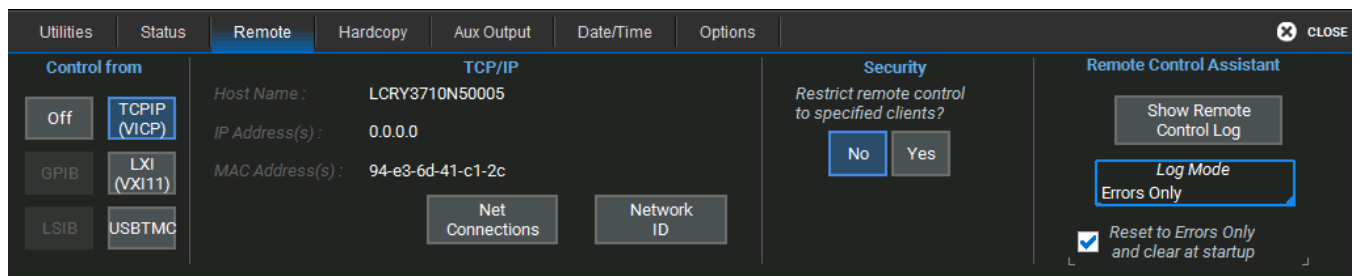 Utilities
Status
Remote
Hardcopy
Aux Output
Date/Time
Options
CLOSE
Control from
Off
TCPIP
(VICP)
GPIB
LXI
(VXI11)
LSIB
USBTMC
TCP/IP
Host Name :
LCRY3710N50005
IP Address(s) :
0.0.0.0
MAC Address(s) :
94-e3-6d-41-c1-2c
Net
Connections
Network
ID
Security
Restrict remote control
to specified clients?
No
Yes
Remote Control Assistant
Show Remote
Control Log
Log Mode
Errors Only
Reset to Errors Only
and clear at startup